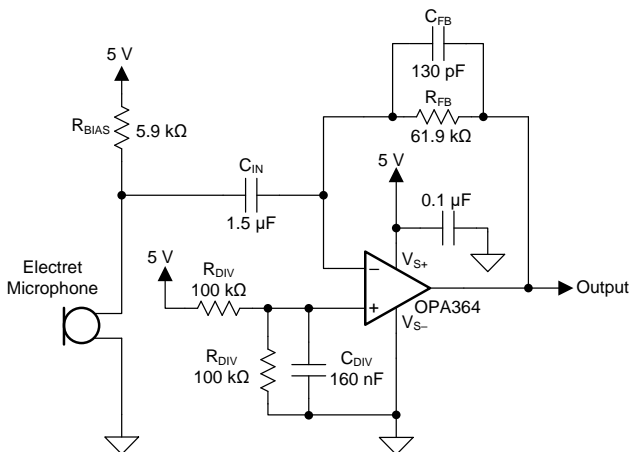 C_FB
130 pF
5 V
R_FB
R_BIAS
5.9 kΩ
61.9 kΩ
C_IN
5 V
1.5 µF
0.1 µF
Electret
Microphone
5 V
R_DIV
100 kΩ
V_S+
−
+
OPA364
Output
V_S−
R_DIV
100 kΩ
C_DIV
160 nF